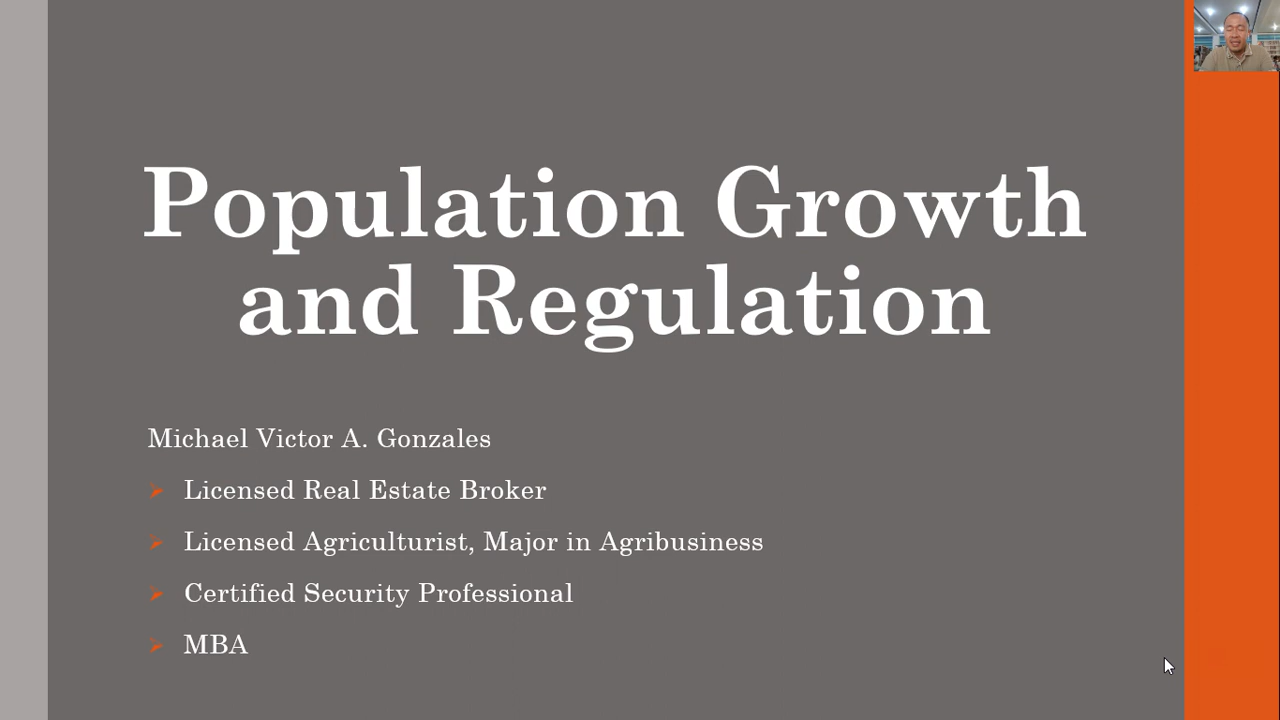 Population Growth
and Regulation
Michael Victor A. Gonzales
Licensed Real Estate Broker
Licensed Agriculturist, Major in Agribusiness
Certified Security Professional
MBA